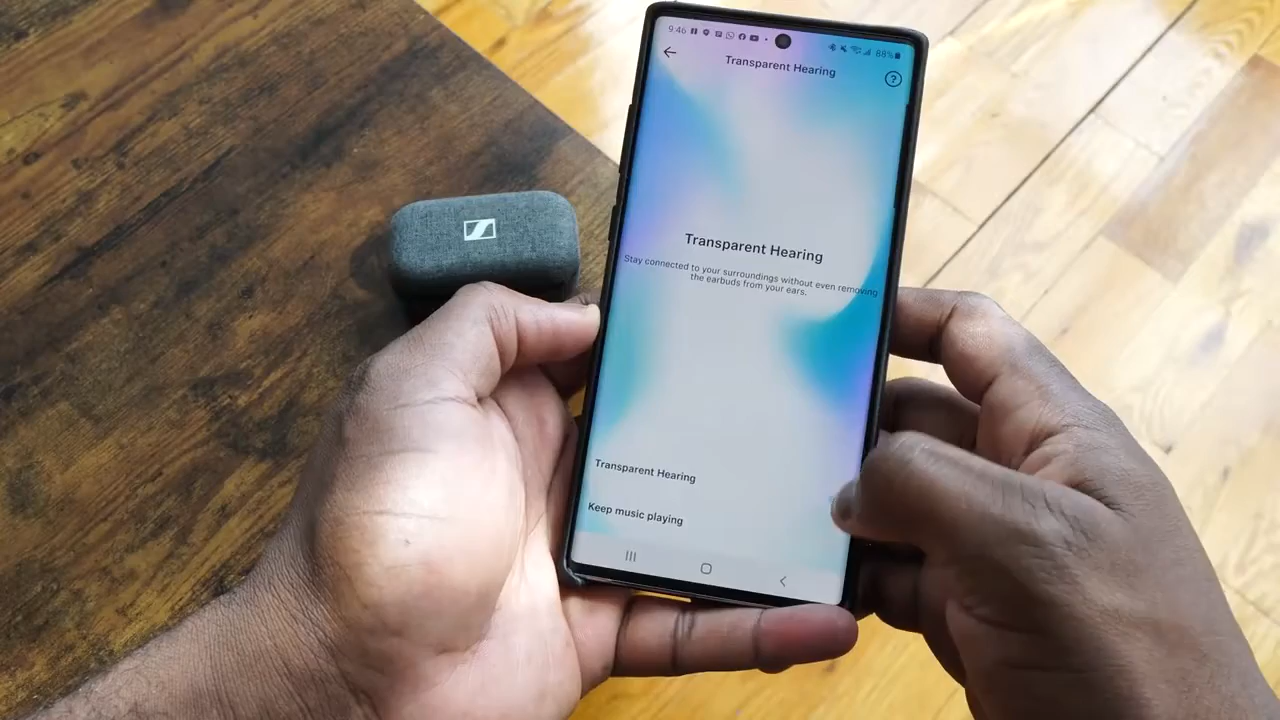 9:46
88%
Transparent Hearing
?
Transparent Hearing
Stay connected to your surroundings without even removing
the earbuds from your ears.
Transparent Hearing
Keep music playing